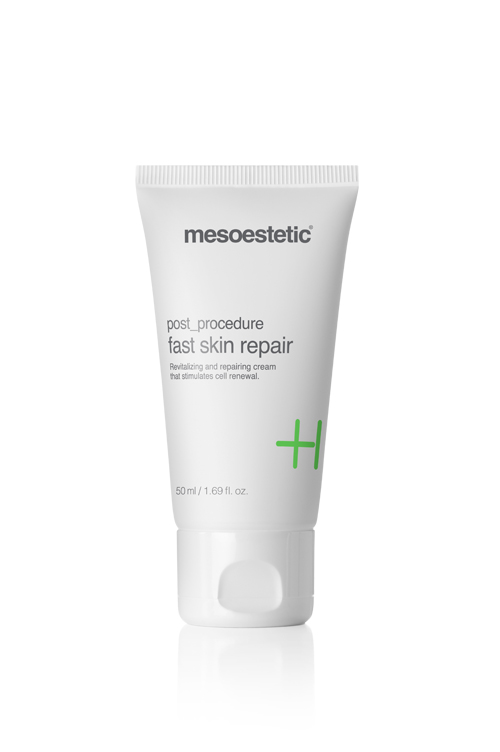 mesoestetic®
post_procedure
fast skin repair
Revitalizing and repairing cream
that stimulates cell renewal.
50 ml / 1.69 fl. oz.